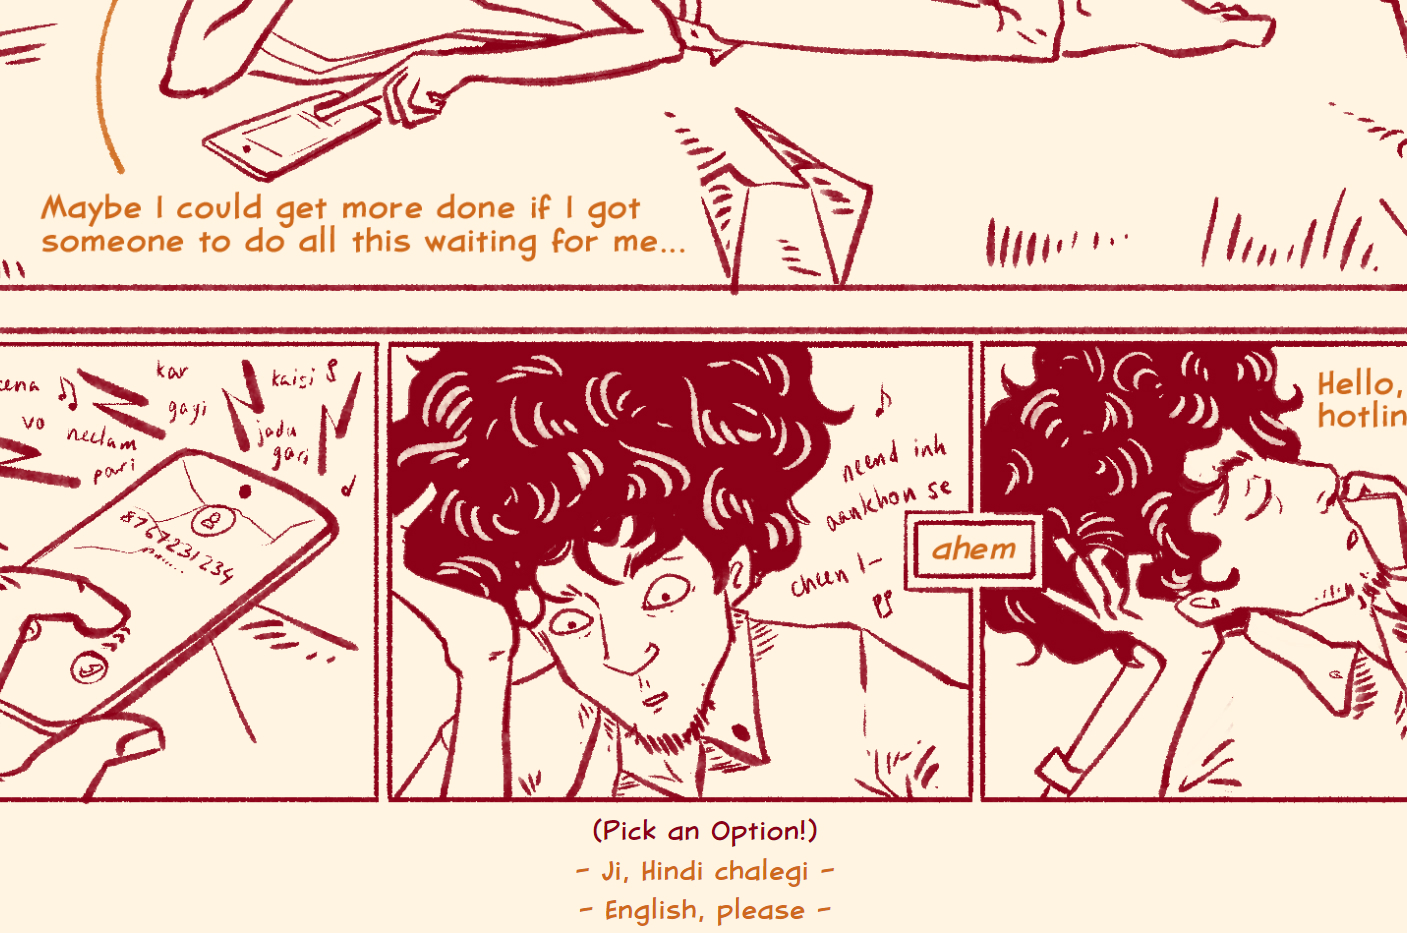 Maybe I could get more done if I got
someone to do all this waiting for me...
vo
neelam
pari
kar
gayi
kaisi
jadu
gari
8767231234
neend inh
aankhon se
cheen l-
ahem
Hello,
hotlin
(Pick an Option!)
- Ji, Hindi chalegi -
- English, please -